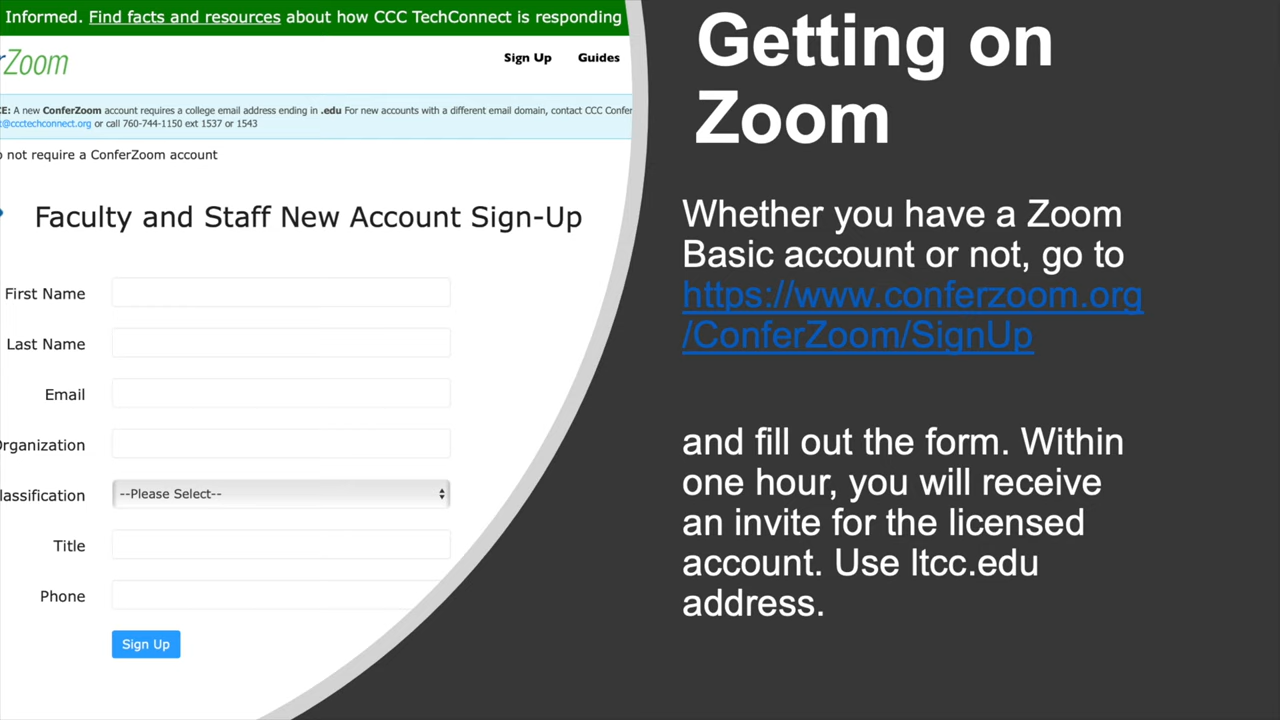 Informed. Find facts and resources about how CCC TechConnect is responding
Zoom
Sign Up Guides
CE: A new ConferZoom account requires a college email address ending in .edu For new accounts with a different email domain, contact CCC Confer
t@ccctechconnect.org or call 760-744-1150 ext 1537 or 1543
not require a ConferZoom account
Faculty and Staff New Account Sign-Up
First Name
Last Name
Email
Organization
lassification --Please Select--
Title
Phone
Sign Up
Getting on
Zoom
Whether you have a Zoom
Basic account or not, go to
https://www.conferzoom.org
/ConferZoom/SignUp
and fill out the form. Within
one hour, you will receive
an invite for the licensed
account. Use ltcc.edu
address.